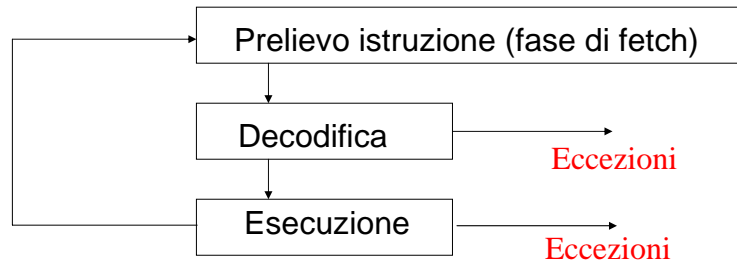 Prelievo istruzione (fase di fetch)
Decodifica
Eccezioni
Esecuzione
Eccezioni